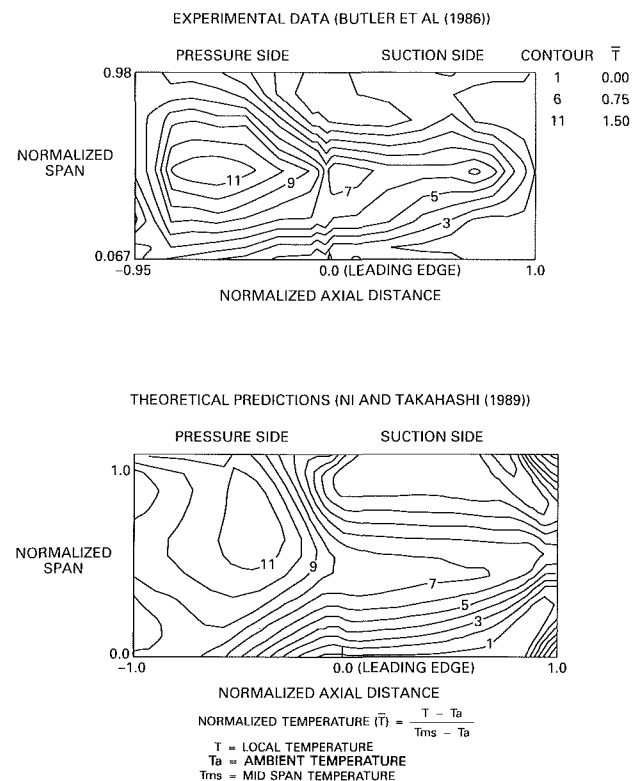 EXPERIMENTAL DATA (BUTLER ET AL (1986))
PRESSURE SIDE SUCTION SIDE CONTOUR T̅
0.98 1 0.00
6 0.75
11 1.50
NORMALIZED
SPAN
11 9 7 5 3
0.067
−0.95 0.0 (LEADING EDGE) 1.0
NORMALIZED AXIAL DISTANCE
THEORETICAL PREDICTIONS (NI AND TAKAHASHI (1989))
PRESSURE SIDE SUCTION SIDE
1.0
NORMALIZED
SPAN
11 9 7 5 3 1
0.0
−1.0 0.0 (LEADING EDGE) 1.0
NORMALIZED AXIAL DISTANCE
NORMALIZED TEMPERATURE (T̅) = T − Ta
Tms − Ta
T = LOCAL TEMPERATURE
Ta = AMBIENT TEMPERATURE
Tms = MID SPAN TEMPERATURE